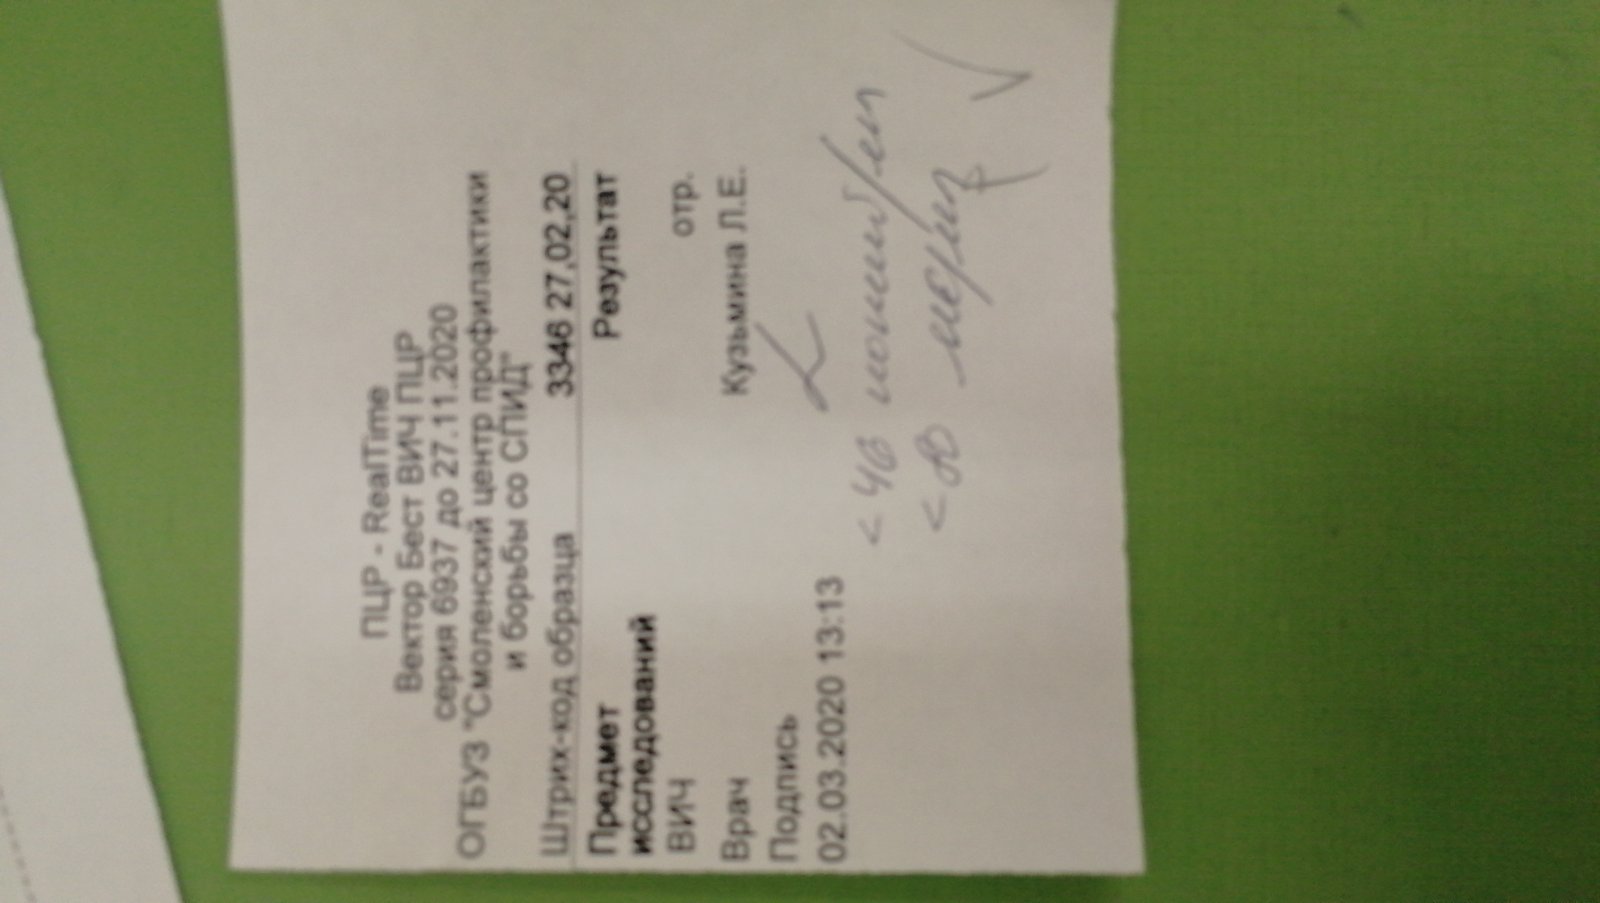 ПЦР - RealTime
Вектор Бест ВИЧ ПЦР
серия 6937 до 27.11.2020
ОГБУЗ "Смоленский центр профилактики
и борьбы со СПИД"
Штрих-код образца 3346 27,02,20
Предмет исследований Результат
ВИЧ отр.
Врач Кузьмина Л.Е.
Подпись
02.03.2020 13:13
<
<